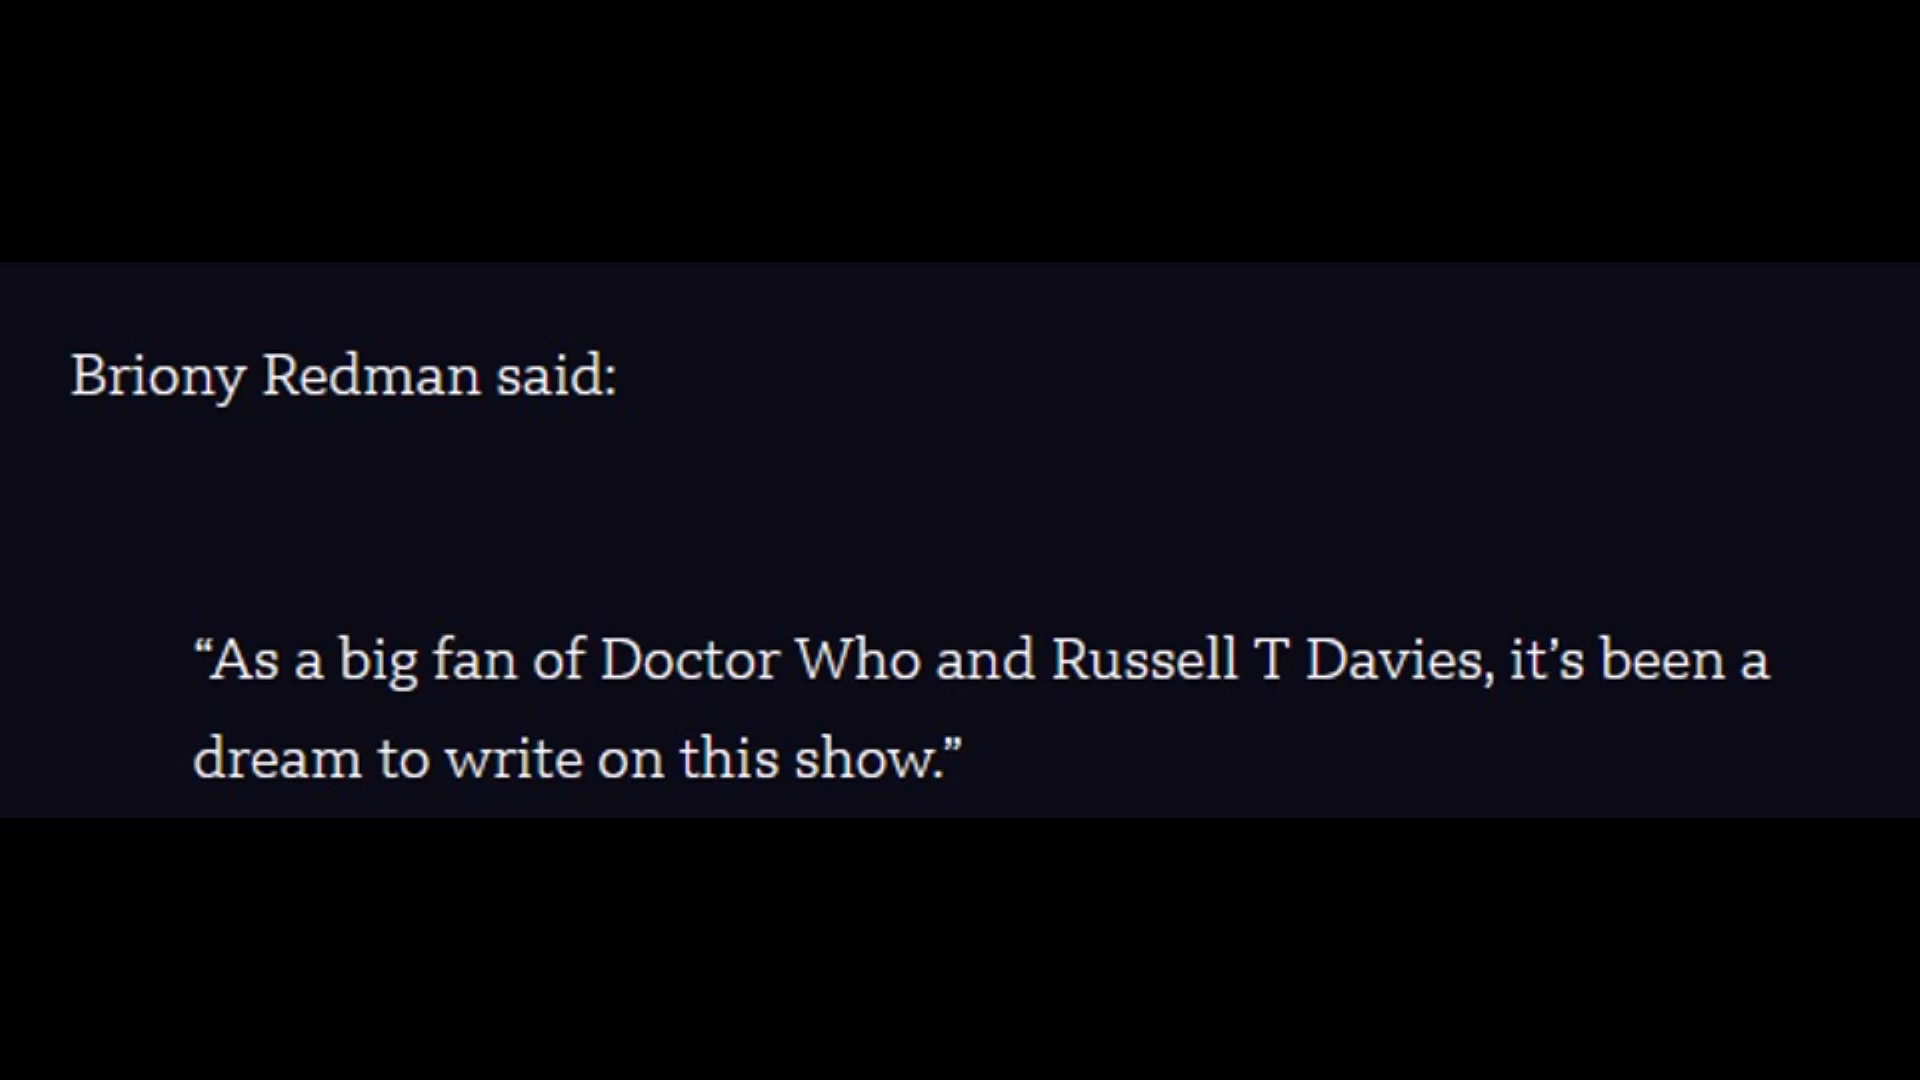 Briony Redman said:
“As a big fan of Doctor Who and Russell T Davies, it’s been a
dream to write on this show.”